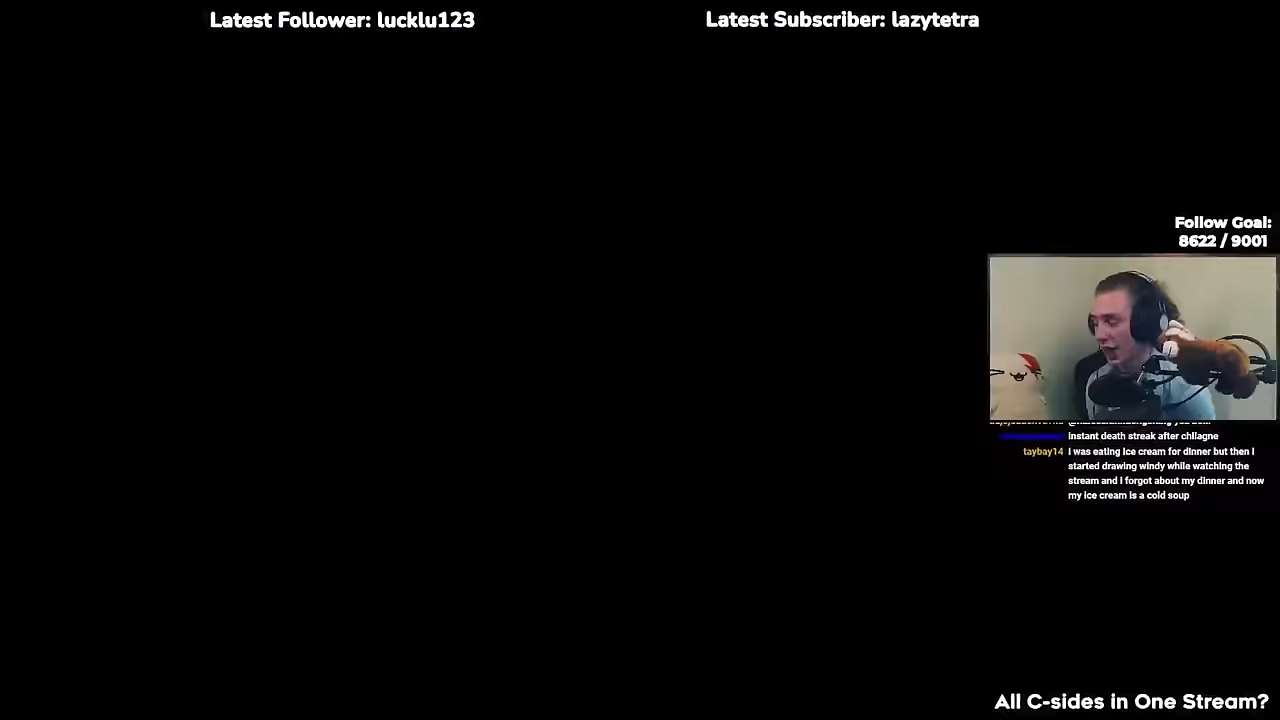 Latest Follower: lucklu123
Latest Subscriber: lazytetra
Follow Goal:
8622 / 9001
Instant death streak after chilagne
taybay14 I was eating ice cream for dinner but then I
started drawing windy while watching the
stream and I forgot about my dinner and now
my ice cream is a cold soup
All C-sides in One Stream?